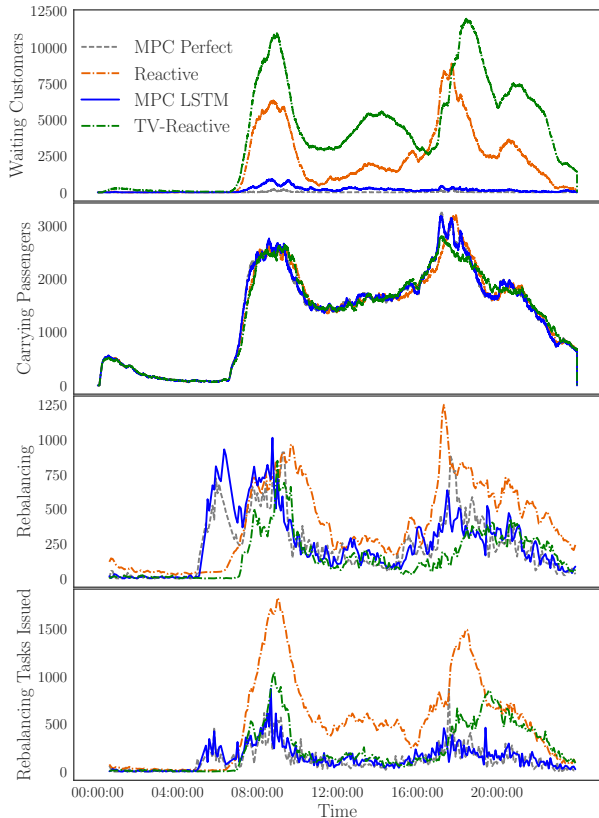 12500
10000
7500
5000
2500
0
Waiting Customers
MPC Perfect
Reactive
MPC LSTM
TV-Reactive
3000
2000
1000
0
Carrying Passengers
1250
1000
750
500
250
0
Rebalancing
1500
1000
500
0
Rebalancing Tasks Issued
00:00:00 04:00:00 08:00:00 12:00:00 16:00:00 20:00:00
Time